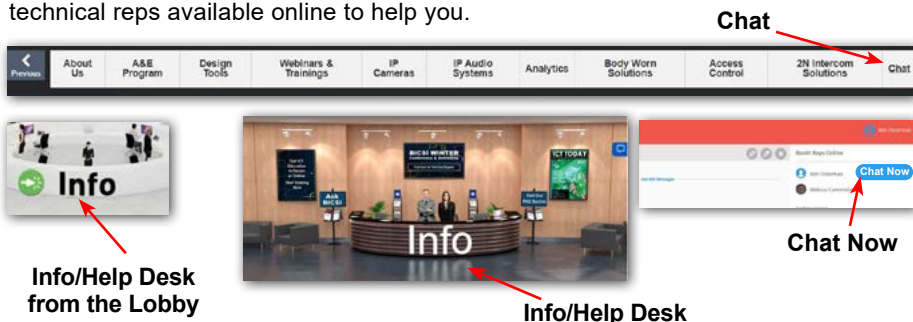 technical reps available online to help you.
Chat
Previous
About Us
A&E Program
Design Tools
Webinars & Trainings
IP Cameras
IP Audio Systems
Analytics
Body Worn Solutions
Access Control
2N Intercom Solutions
Chat
Info
BICSI WINTER
ICT TODAY
Ask BICSI
Info
Booth Reps Online
Chat Now
Chat Now
Info/Help Desk
from the Lobby
Info/Help Desk